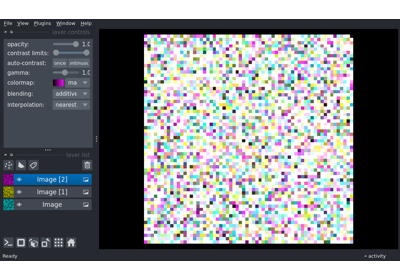 File View Plugins Window Help
layer controls
opacity: 1.0
contrast limits:
auto-contrast: once
gamma: 1.0
colormap: ma
blending: additive
interpolation: nearest
layer list
Image [2]
Image [1]
Image
Ready activity